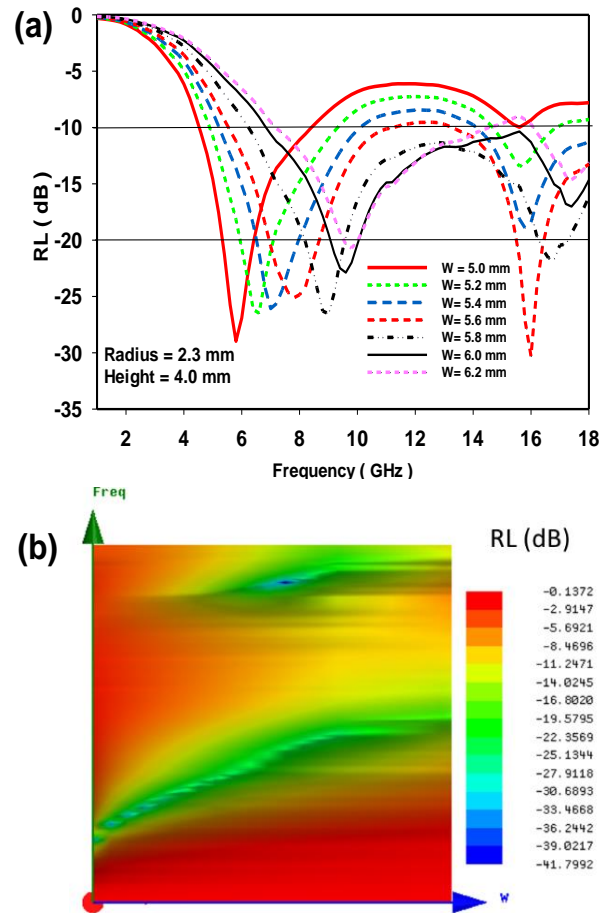 (a)
0
-5
-10
-15
-20
-25
-30
-35
RL ( dB)
W = 5.0 mm
W= 5.2 mm
W= 5.4 mm
W= 5.6 mm
W= 5.8 mm
W= 6.0 mm
W= 6.2 mm
Radius = 2.3 mm
Height = 4.0 mm
2 4 6 8 10 12 14 16 18
Frequency ( GHz )
(b)
Freq
RL (dB)
-0.1372
-2.9147
-5.6921
-8.4696
-11.2471
-14.0245
-16.8020
-19.5795
-22.3569
-25.1344
-27.9118
-30.6893
-33.4668
-36.2442
-39.0217
-41.7992
W